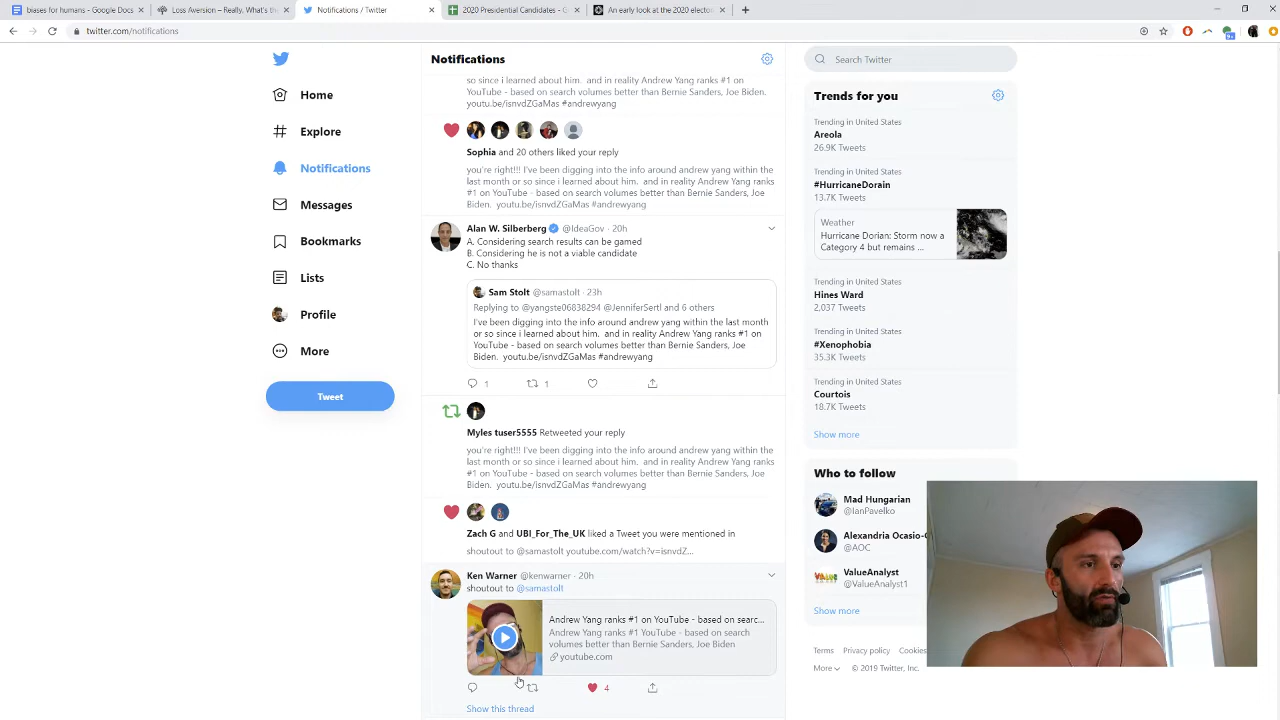 biases for humans - Google Docs
Loss Aversion – Really, What's the
Notifications / Twitter
2020 Presidential Candidates - G
An early look at the 2020 elector
twitter.com/notifications
Home
Explore
Notifications
Messages
Bookmarks
Lists
Profile
More
Tweet
Notifications
so since i learned about him. and in reality Andrew Yang ranks #1 on
YouTube - based on search volumes better than Bernie Sanders, Joe Biden.
youtu.be/isnvdZGaMas #andrewyang
Sophia and 20 others liked your reply
you're right!!! I've been digging into the info around andrew yang within the
last month or so since i learned about him. and in reality Andrew Yang ranks
#1 on YouTube - based on search volumes better than Bernie Sanders, Joe
Biden. youtu.be/isnvdZGaMas #andrewyang
Alan W. Silberberg @IdeaGov · 20h
A. Considering search results can be gamed
B. Considering he is not a viable candidate
C. No thanks
Sam Stolt @samastolt · 23h
Replying to @yangste06838294 @JenniferSertl and 6 others
I've been digging into the info around andrew yang within the last month
or so since i learned about him. and in reality Andrew Yang ranks #1 on
YouTube - based on search volumes better than Bernie Sanders, Joe
Biden. youtu.be/isnvdZGaMas #andrewyang
1 1
Myles tuser5555 Retweeted your reply
you're right!!! I've been digging into the info around andrew yang within the
last month or so since i learned about him. and in reality Andrew Yang ranks
#1 on YouTube - based on search volumes better than Bernie Sanders, Joe
Biden. youtu.be/isnvdZGaMas #andrewyang
Zach G and UBI_For_The_UK liked a Tweet you were mentioned in
shoutout to @samastolt youtube.com/watch?v=isnvdZ...
Ken Warner @kenwarner · 20h
shoutout to @samastolt
Andrew Yang ranks #1 on YouTube - based on searc...
Andrew Yang ranks #1 YouTube - based on search
volumes better than Bernie Sanders, Joe Biden
youtube.com
4
Show this thread
Search Twitter
Trends for you
Trending in United States
Areola
26.9K Tweets
Trending in United States
#HurricaneDorain
13.7K Tweets
Weather
Hurricane Dorian: Storm now a
Category 4 but remains ...
Trending in United States
Hines Ward
2,037 Tweets
Trending in United States
#Xenophobia
35.3K Tweets
Trending in United States
Courtois
18.7K Tweets
Show more
Who to follow
Mad Hungarian
@IanPavelko
Alexandria Ocasio-
@AOC
ValueAnalyst
@ValueAnalyst1
Show more
Terms Privacy policy Cookies
More © 2019 Twitter, Inc.